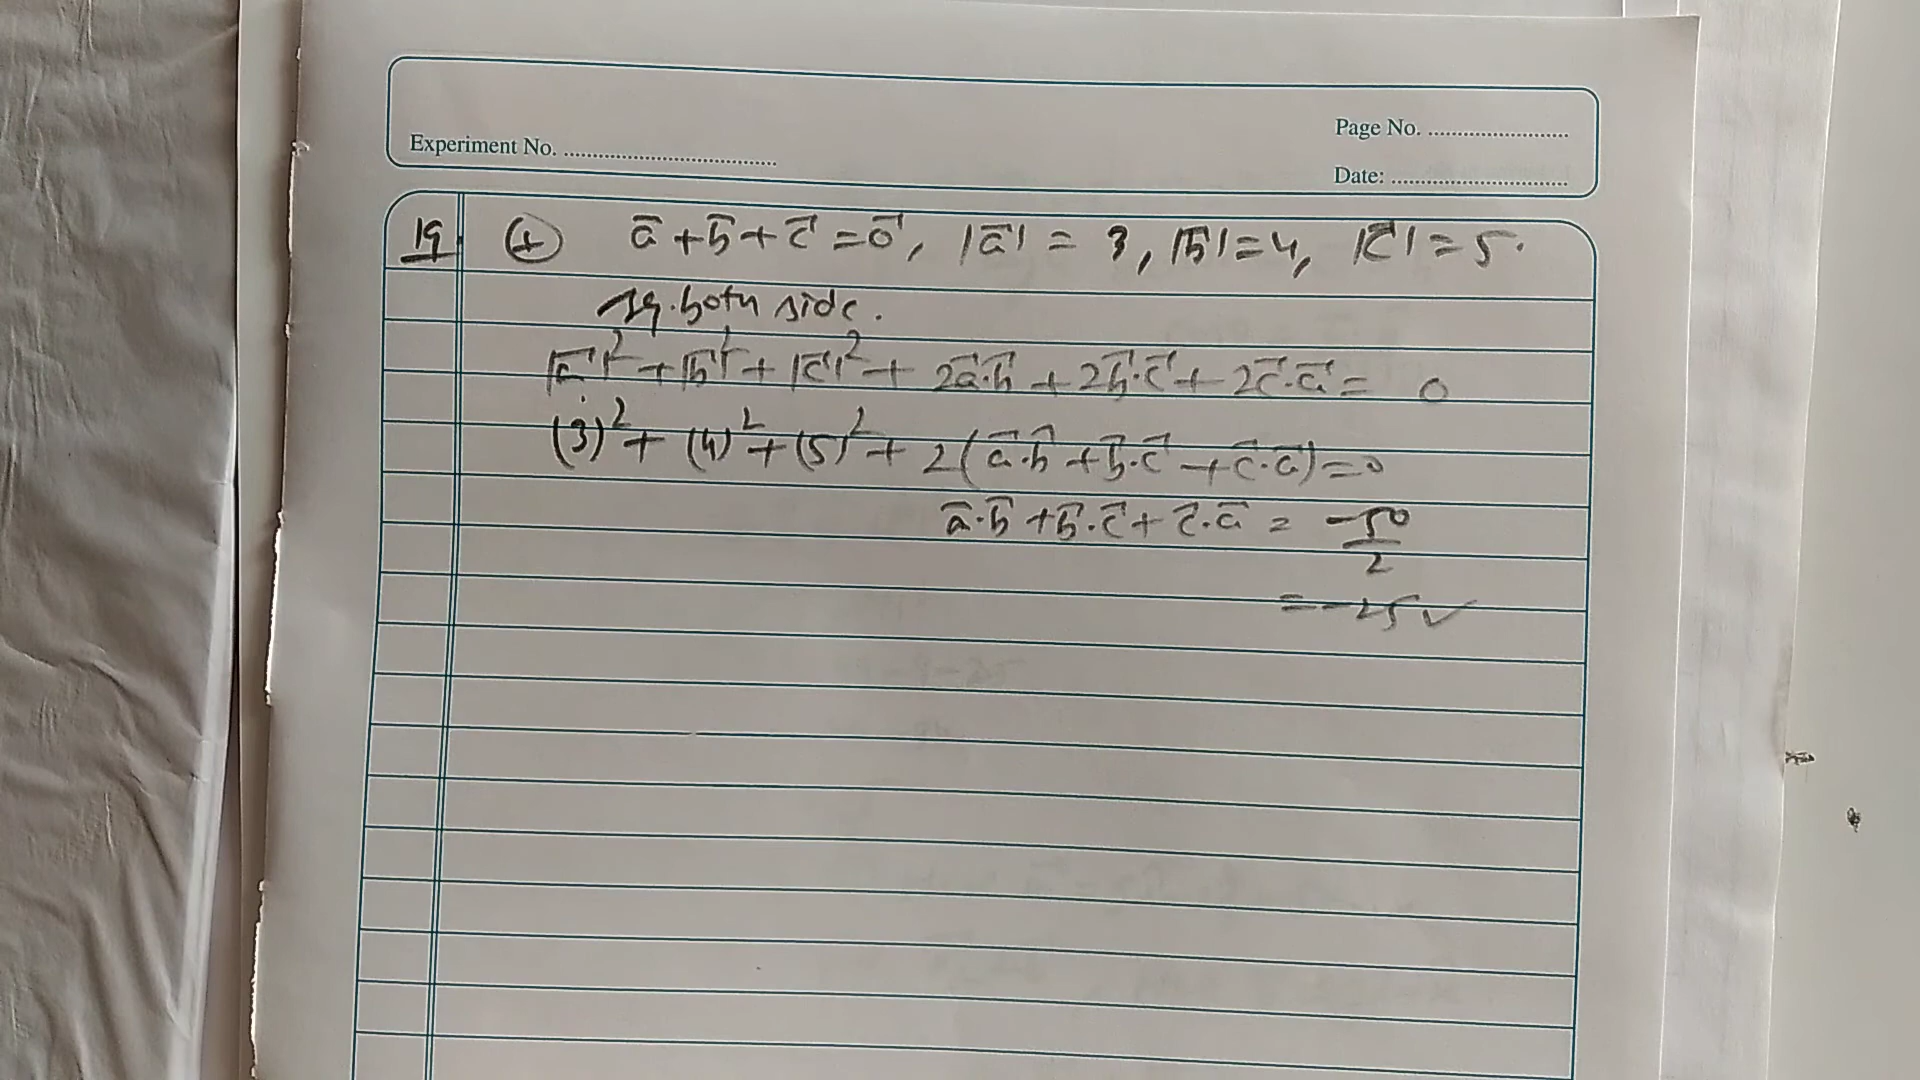 Page No. ..........................
Experiment No. ..................................
Date: ..............................
19. (+) a⃗ + b⃗ + c⃗ = 0⃗, |a⃗| = 3, |b⃗| = 4, |c⃗| = 5.
sq. both side.
|a⃗|² + |b⃗|² + |c⃗|² + 2a⃗.b⃗ + 2b⃗.c⃗ + 2c⃗.a⃗ = 0
(3)² + (4)² + (5)² + 2(a⃗.b⃗ + b⃗.c⃗ + c⃗.a⃗) = 0
a⃗.b⃗ + b⃗.c⃗ + c⃗.a⃗ = -50/2
= -25 ✓